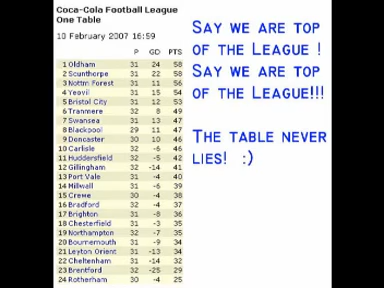 Coca-Cola Football League
One Table
10 February 2007 16:59
P GD PTS
1 Oldham 31 24 58
2 Scunthorpe 31 22 58
3 Nottm Forest 31 11 56
4 Yeovil 31 15 54
5 Bristol City 31 12 53
6 Tranmere 32 8 49
7 Swansea 31 13 47
8 Blackpool 29 11 47
9 Doncaster 30 10 46
10 Carlisle 32 -6 46
11 Huddersfield 32 -5 42
12 Gillingham 32 -14 41
13 Port Vale 31 -4 40
14 Millwall 31 -6 39
15 Crewe 30 -4 38
16 Bradford 32 -4 37
17 Brighton 31 -8 36
18 Chesterfield 31 -3 35
19 Northampton 32 -7 35
20 Bournemouth 31 -9 34
21 Leyton Orient 31 -13 34
22 Cheltenham 31 -14 32
23 Brentford 32 -25 29
24 Rotherham 30 -4 25
Say we are top
of the League !
Say we are top
of the League!!!
The table never
lies! :)